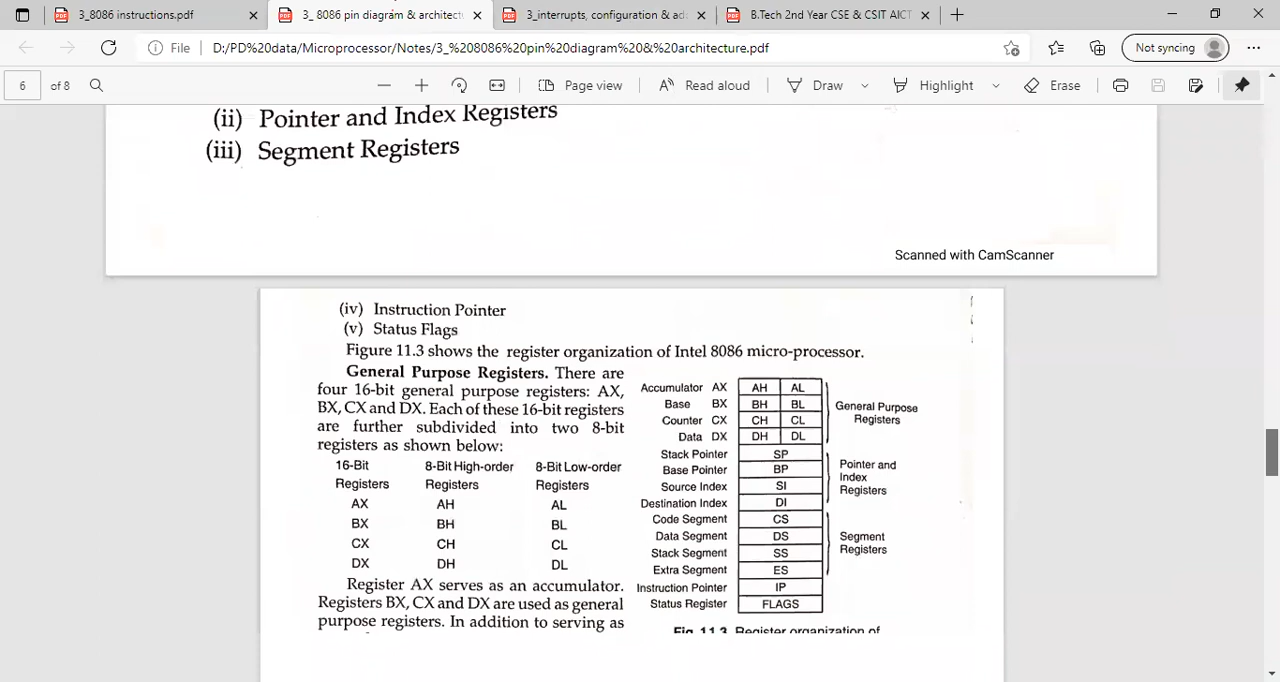 3_8086 instructions.pdf
3_ 8086 pin diagram & architectu
3_interrupts, configuration & ad
B.Tech 2nd Year CSE & CSIT AICT
File
D:/PD%20data/Microprocessor/Notes/3_%208086%20pin%20diagram%20&%20architecture.pdf
Not syncing
6 of 8
Page view
Read aloud
Draw
Highlight
Erase
(ii) Pointer and Index Registers
(iii) Segment Registers
Scanned with CamScanner
(iv) Instruction Pointer
(v) Status Flags
Figure 11.3 shows the register organization of Intel 8086 micro-processor.
General Purpose Registers. There are
four 16-bit general purpose registers: AX,
BX, CX and DX. Each of these 16-bit registers
are further subdivided into two 8-bit
registers as shown below:
16-Bit 8-Bit High-order 8-Bit Low-order
Registers Registers Registers
AX AH AL
BX BH BL
CX CH CL
DX DH DL
Register AX serves as an accumulator.
Registers BX, CX and DX are used as general
purpose registers. In addition to serving as
Accumulator AX AH AL
Base BX BH BL
Counter CX CH CL
Data DX DH DL
General Purpose
Registers
Stack Pointer SP
Base Pointer BP
Source Index SI
Destination Index DI
Pointer and
Index
Registers
Code Segment CS
Data Segment DS
Stack Segment SS
Extra Segment ES
Segment
Registers
Instruction Pointer IP
Status Register FLAGS
Fig. 11.3 Register organization of